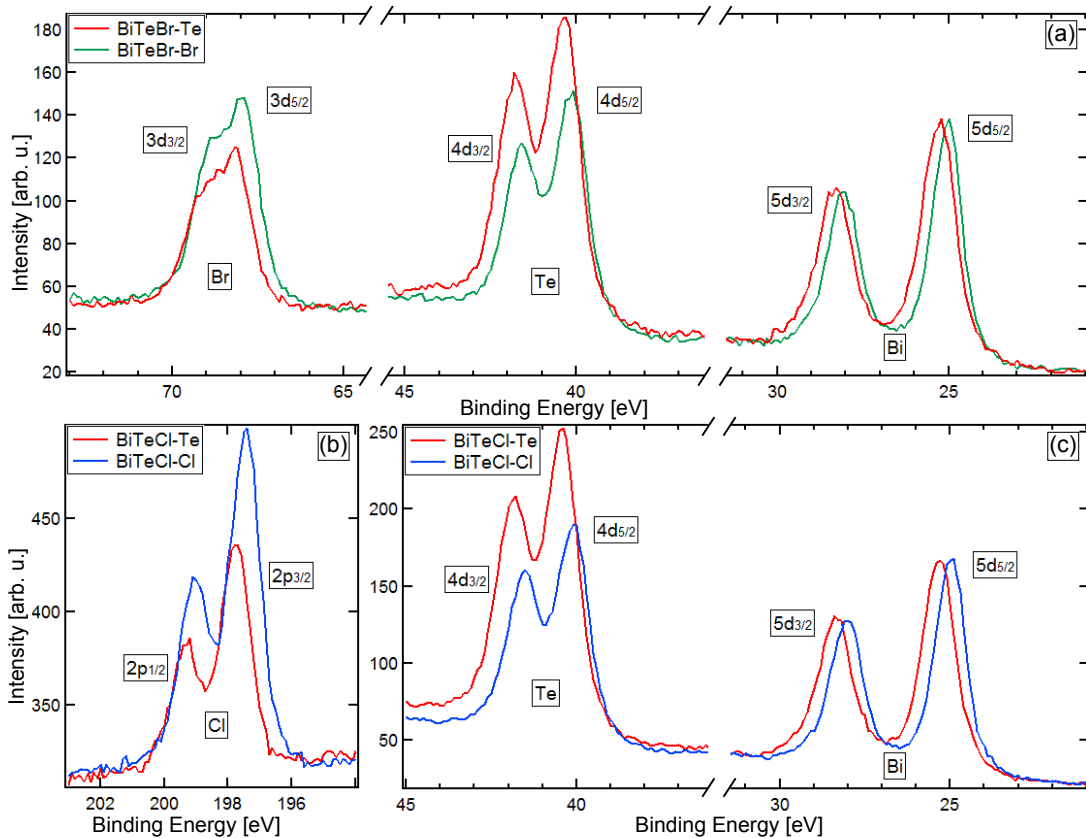 BiTeBr-Te
BiTeBr-Br
(a)
180
160
140
120
100
80
60
40
20
Intensity [arb. u.]
3d3/2
3d5/2
Br
4d3/2
4d5/2
Te
5d3/2
5d5/2
Bi
70 65 45 40 30 25
Binding Energy [eV]
BiTeCl-Te
BiTeCl-Cl
(b)
450
400
350
Intensity [arb. u.]
2p1/2
2p3/2
Cl
202 200 198 196
Binding Energy [eV]
BiTeCl-Te
BiTeCl-Cl
(c)
250
200
150
100
50
4d3/2
4d5/2
Te
5d3/2
5d5/2
Bi
45 40 30 25
Binding Energy [eV]